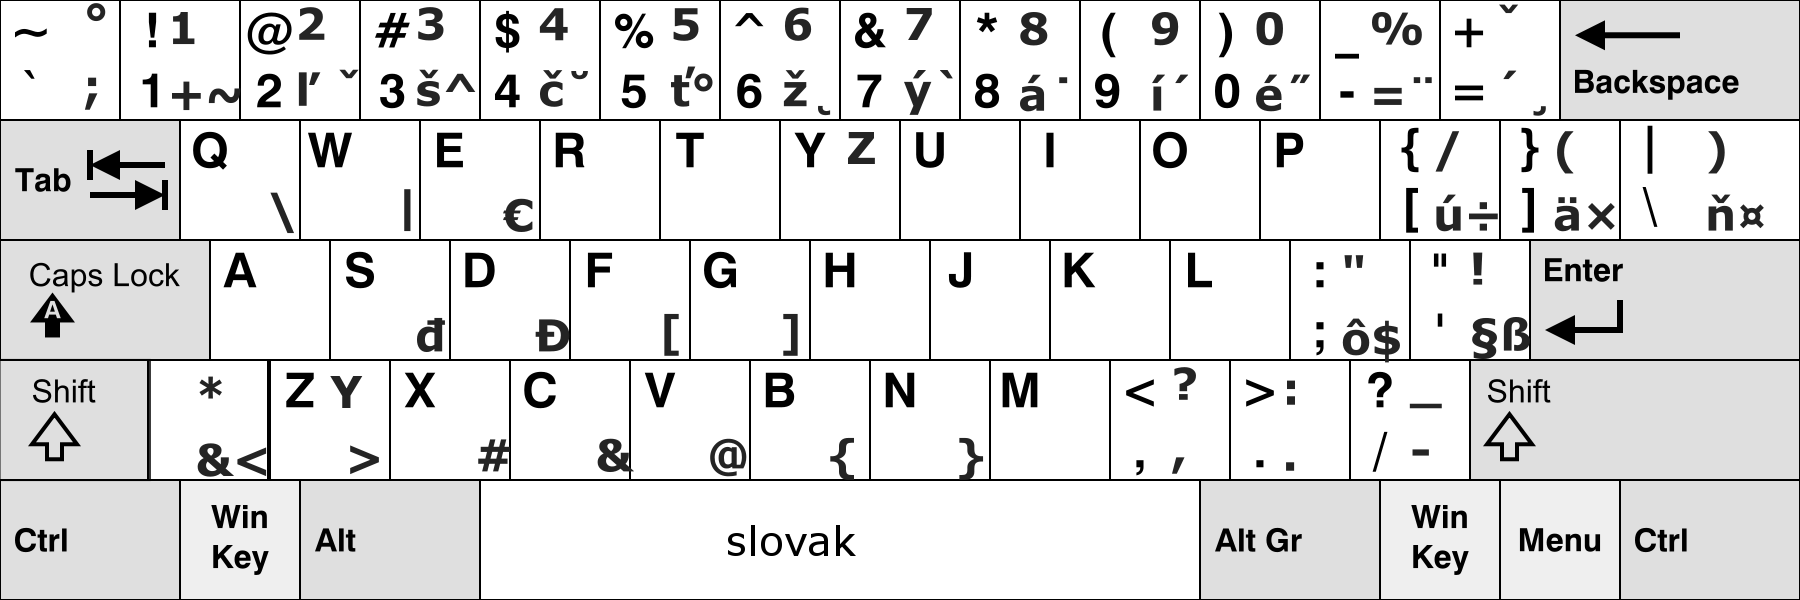 ~ ° ! 1 @ 2 # 3 $ 4 % 5 ^ 6 & 7 * 8 ( 9 ) 0 _ % + ˇ
` ; 1 + ~ 2 ľ ˇ 3 š ^ 4 č ˘ 5 ť ° 6 ž ˛ 7 ý ` 8 á ˙ 9 í ´ 0 é ˝ - = ¨ = ´ ¸ Backspace
Tab Q \ W | E € R T Y Z U I O P { / [ ú ÷ } ( ] ä × | ) \ ň ¤
Caps Lock A A S đ D Đ F [ G ] H J K L : " ; ô $ " ! ' § ß Enter
Shift * & < Z Y > X # C & V @ B { N } M < ? , , > : . . ? _ / - Shift
Ctrl Win Key Alt slovak Alt Gr Win Key Menu Ctrl